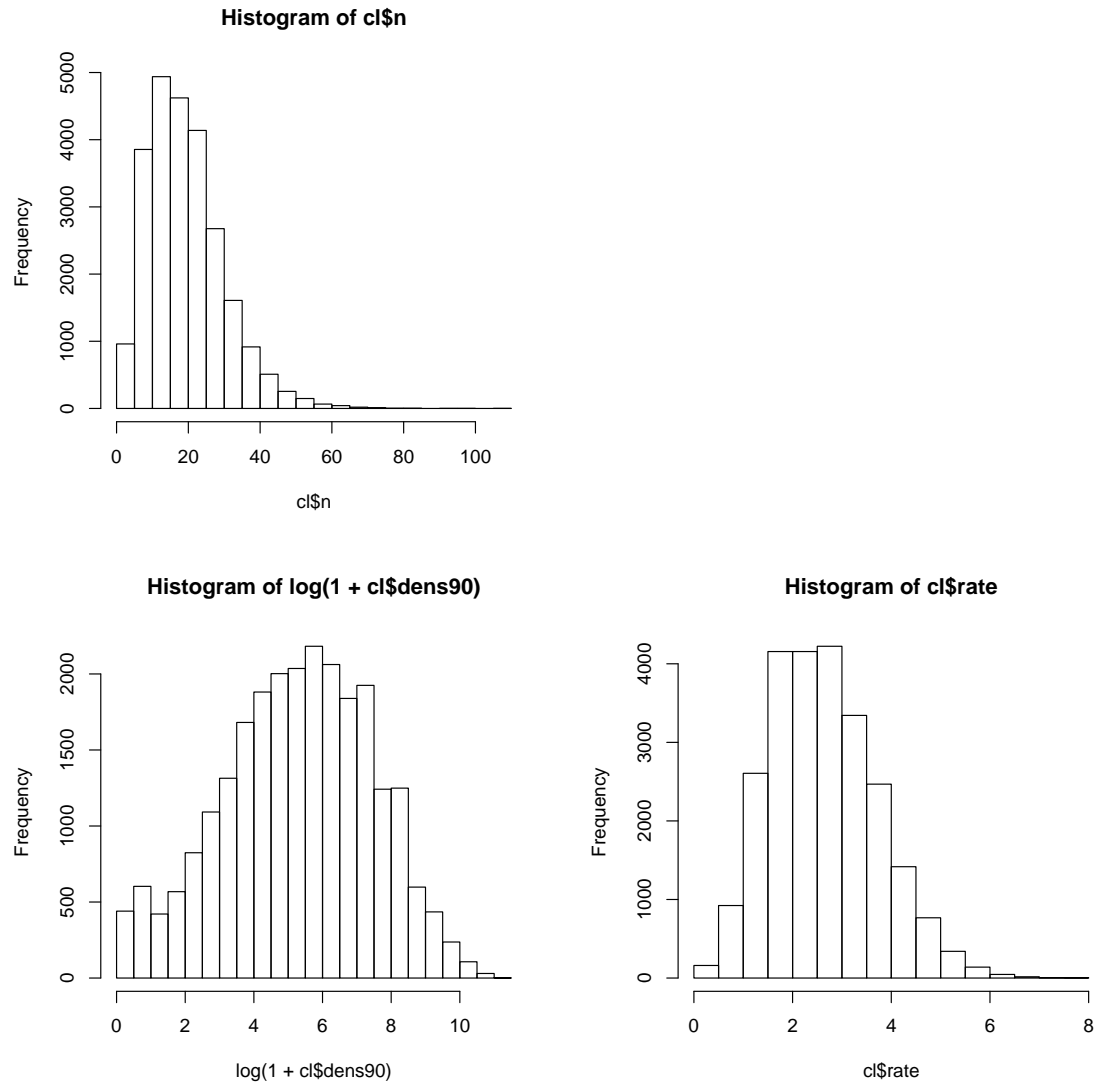 Histogram of cl$n
Frequency
0 1000 2000 3000 4000 5000
0 20 40 60 80 100
cl$n
Histogram of log(1 + cl$dens90)
Frequency
0 500 1000 1500 2000
0 2 4 6 8 10
log(1 + cl$dens90)
Histogram of cl$rate
Frequency
0 1000 2000 3000 4000
0 2 4 6 8
cl$rate